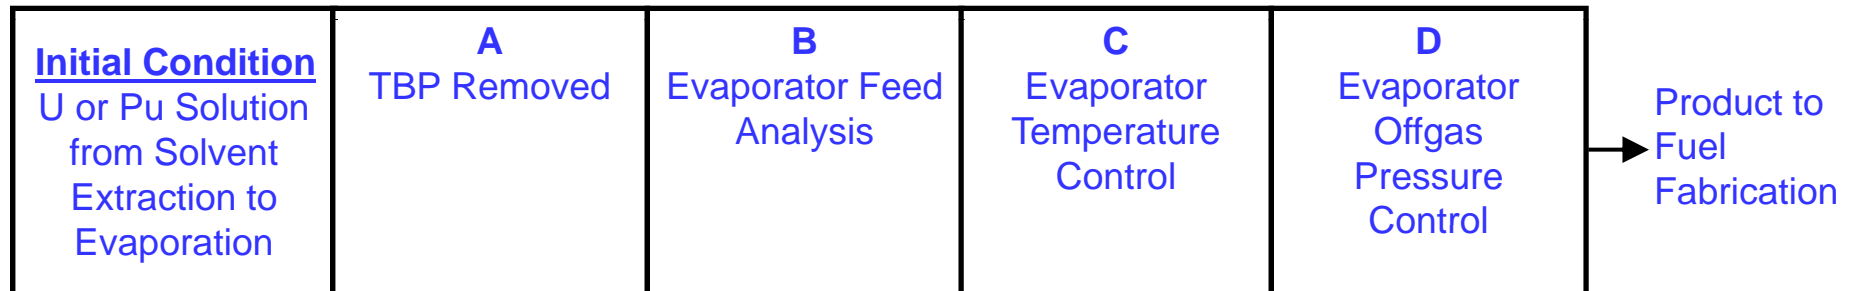 Initial Condition
U or Pu Solution
from Solvent
Extraction to
Evaporation
A
TBP Removed
B
Evaporator Feed
Analysis
C
Evaporator
Temperature
Control
D
Evaporator
Offgas
Pressure
Control
Product to
Fuel
Fabrication